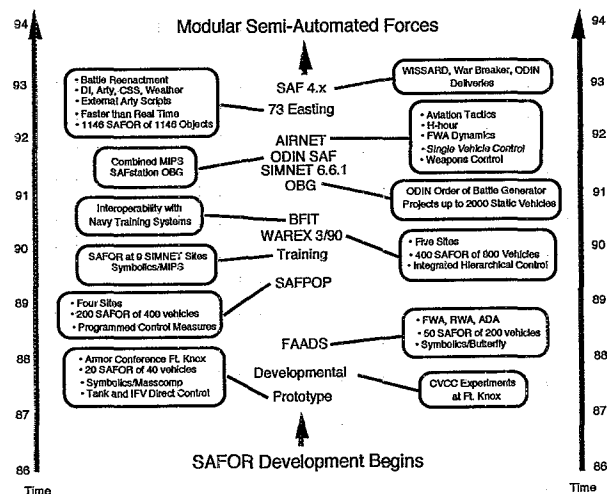 Modular Semi-Automated Forces
94
93
92
91
90
89
88
87
86
Time
• Battle Reenactment
• DI, Arty, CSS, Weather
• External Arty Scripts
• Faster than Real Time
• 1146 SAFOR of 1146 Objects
Combined MIPS
SAFstation OBG
Interoperability with
Navy Training Systems
SAFOR at 9 SIMNET Sites
Symbolics/MIPS
• Four Sites
• 200 SAFOR of 400 vehicles
• Programmed Control Measures
• Armor Conference Ft. Knox
• 20 SAFOR of 40 vehicles
• Symbolics/Masscomp
• Tank and IFV Direct Control
SAF 4.x
73 Easting
AIRNET
ODIN SAF
SIMNET 6.6.1
OBG
BFIT
WAREX 3/90
Training
SAFPOP
FAADS
Developmental
Prototype
SAFOR Development Begins
WISSARD, War Breaker, ODIN
Deliveries
• Aviation Tactics
• H-hour
• FWA Dynamics
• Single Vehicle Control
• Weapons Control
ODIN Order of Battle Generator
Projects up to 2000 Static Vehicles
• Five Sites
• 400 SAFOR of 800 Vehicles
• Integrated Hierarchical Control
• FWA, RWA, ADA
• 50 SAFOR of 200 vehicles
• Symbolics/Butterfly
CVCC Experiments
at Ft. Knox
94
93
92
91
90
89
88
87
86
Time